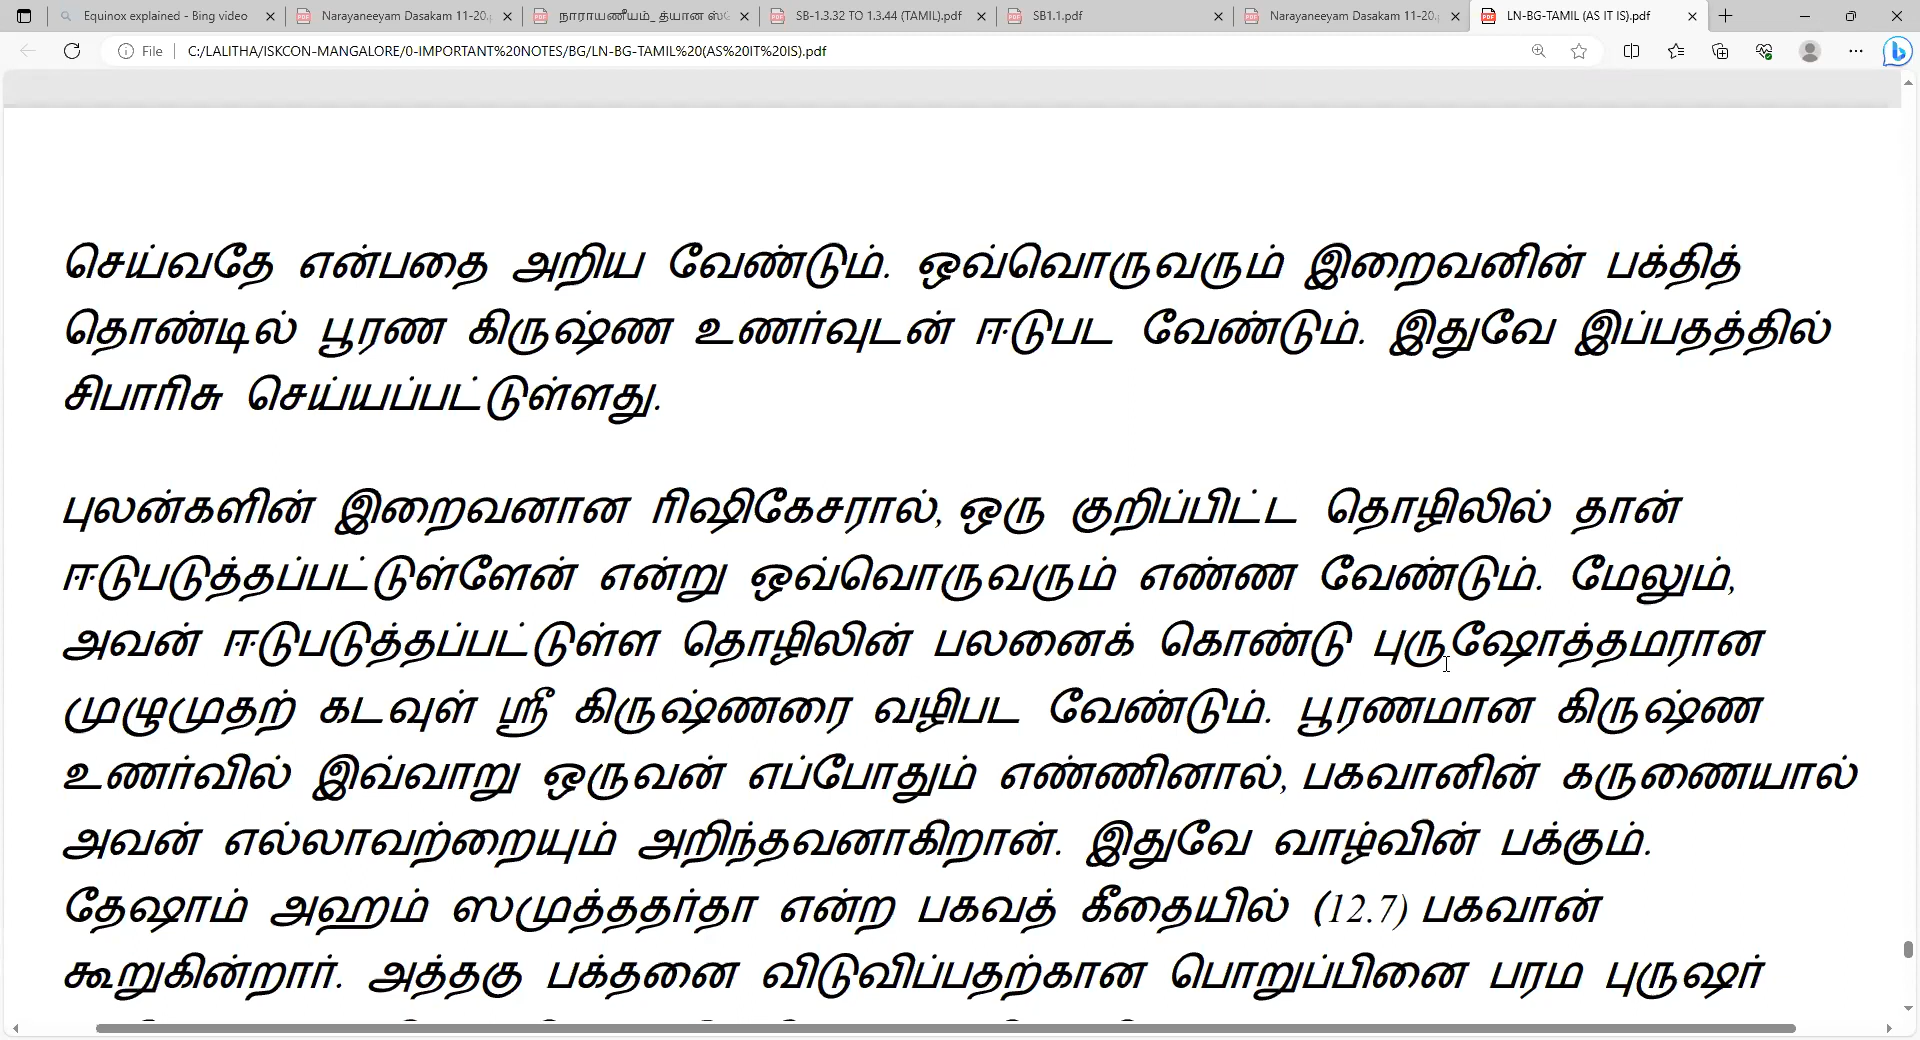 Equinox explained - Bing video
Narayaneeyam Dasakam 11-20.
நாராயணீயம்_ த்யான
SB-1.3.32 TO 1.3.44 (TAMIL).pdf
SB1.1.pdf
Narayaneeyam Dasakam 11-20.
LN-BG-TAMIL (AS IT IS).pdf
File
C:/LALITHA/ISKCON-MANGALORE/0-IMPORTANT%20NOTES/BG/LN-BG-TAMIL%20(AS%20IT%20IS).pdf
செய்வதே என்பதை அறிய வேண்டும். ஒவ்வொருவரும் இறைவனின் பக்தித்
தொண்டில் பூரண கிருஷ்ண உணர்வுடன் ஈடுபட வேண்டும். இதுவே இப்பதத்தில்
சிபாரிசு செய்யப்பட்டுள்ளது.
புலன்களின் இறைவனான ரிஷிகேசரால், ஒரு குறிப்பிட்ட தொழிலில் தான்
ஈடுபடுத்தப்பட்டுள்ளேன் என்று ஒவ்வொருவரும் எண்ண வேண்டும். மேலும்,
அவன் ஈடுபடுத்தப்பட்டுள்ள தொழிலின் பலனைக் கொண்டு புருஷோத்தமரான
முழுமுதற் கடவுள் ஸ்ரீ கிருஷ்ணரை வழிபட வேண்டும். பூரணமான கிருஷ்ண
உணர்வில் இவ்வாறு ஒருவன் எப்போதும் எண்ணினால், பகவானின் கருணையால்
அவன் எல்லாவற்றையும் அறிந்தவனாகிறான். இதுவே வாழ்வின் பக்கும்.
தேஷாம் அஹம் ஸமுத்ததர்தா என்ற பகவத் கீதையில் (12.7) பகவான்
கூறுகின்றார். அத்தகு பக்தனை விடுவிப்பதற்கான பொறுப்பினை பரம புருஷர்